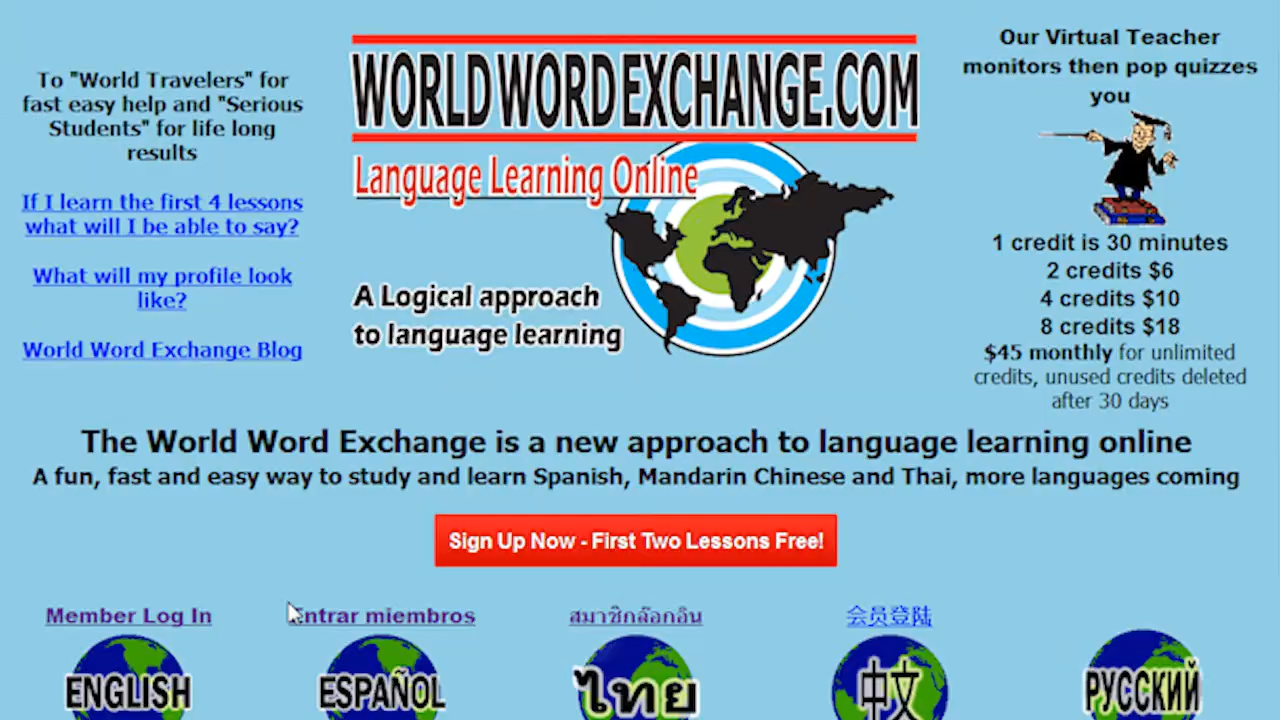 To "World Travelers" for
fast easy help and "Serious
Students" for life long
results
If I learn the first 4 lessons
what will I be able to say?
What will my profile look
like?
World Word Exchange Blog
WORLDWORDEXCHANGE.COM
Language Learning Online
A Logical approach
to language learning
Our Virtual Teacher
monitors then pop quizzes
you
1 credit is 30 minutes
2 credits $6
4 credits $10
8 credits $18
$45 monthly for unlimited
credits, unused credits deleted
after 30 days
The World Word Exchange is a new approach to language learning online
A fun, fast and easy way to study and learn Spanish, Mandarin Chinese and Thai, more languages coming
Sign Up Now - First Two Lessons Free!
Member Log In
Entrar miembros
สมาชิกล๊อกอิน
会员登陆
ENGLISH
ESPAÑOL
ไทย
中文
РУССКИЙ